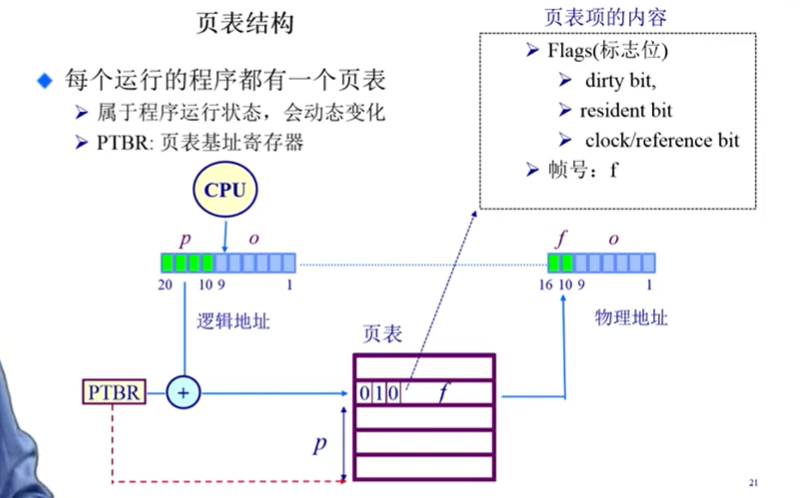 页表结构
每个运行的程序都有一个页表
属于程序运行状态，会动态变化
PTBR: 页表基址寄存器
页表项的内容
Flags(标志位)
dirty bit,
resident bit
clock/reference bit
帧号：f
CPU
p o
20 10 9 1
逻辑地址
f o
16 10 9 1
物理地址
页表
PTBR + 0 1 0 f
p
21